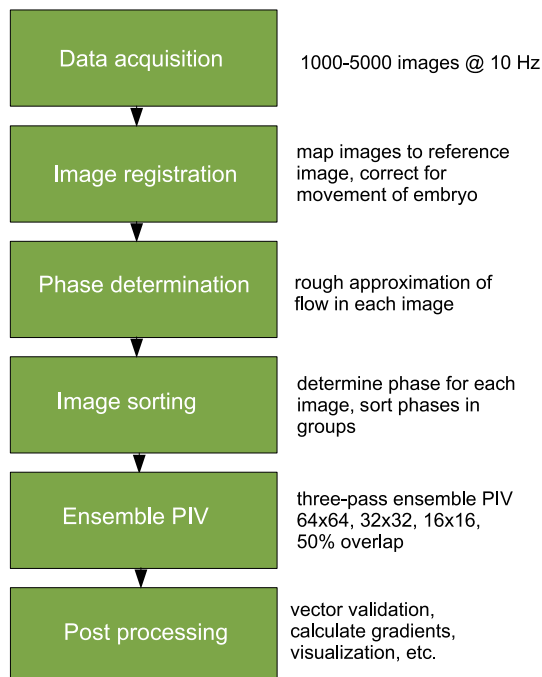 Data acquisition
1000-5000 images @ 10 Hz
Image registration
map images to reference
image, correct for
movement of embryo
Phase determination
rough approximation of
flow in each image
Image sorting
determine phase for each
image, sort phases in
groups
Ensemble PIV
three-pass ensemble PIV
64x64, 32x32, 16x16,
50% overlap
Post processing
vector validation,
calculate gradients,
visualization, etc.